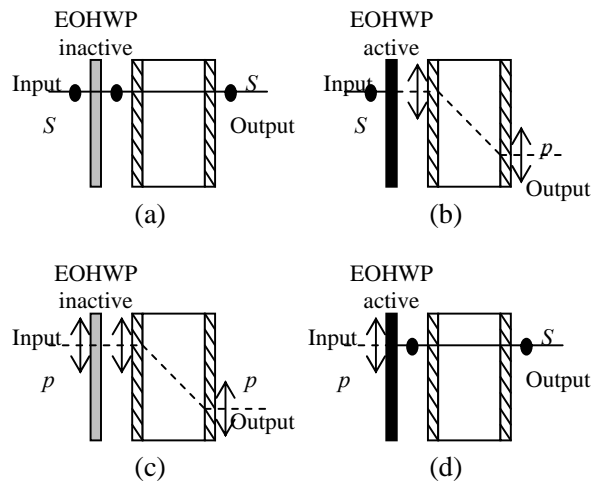 EOHWP
inactive
Input
S
S
Output
(a)
EOHWP
active
Input
S
p
Output
(b)
EOHWP
inactive
Input
p
p
Output
(c)
EOHWP
active
Input
p
S
Output
(d)